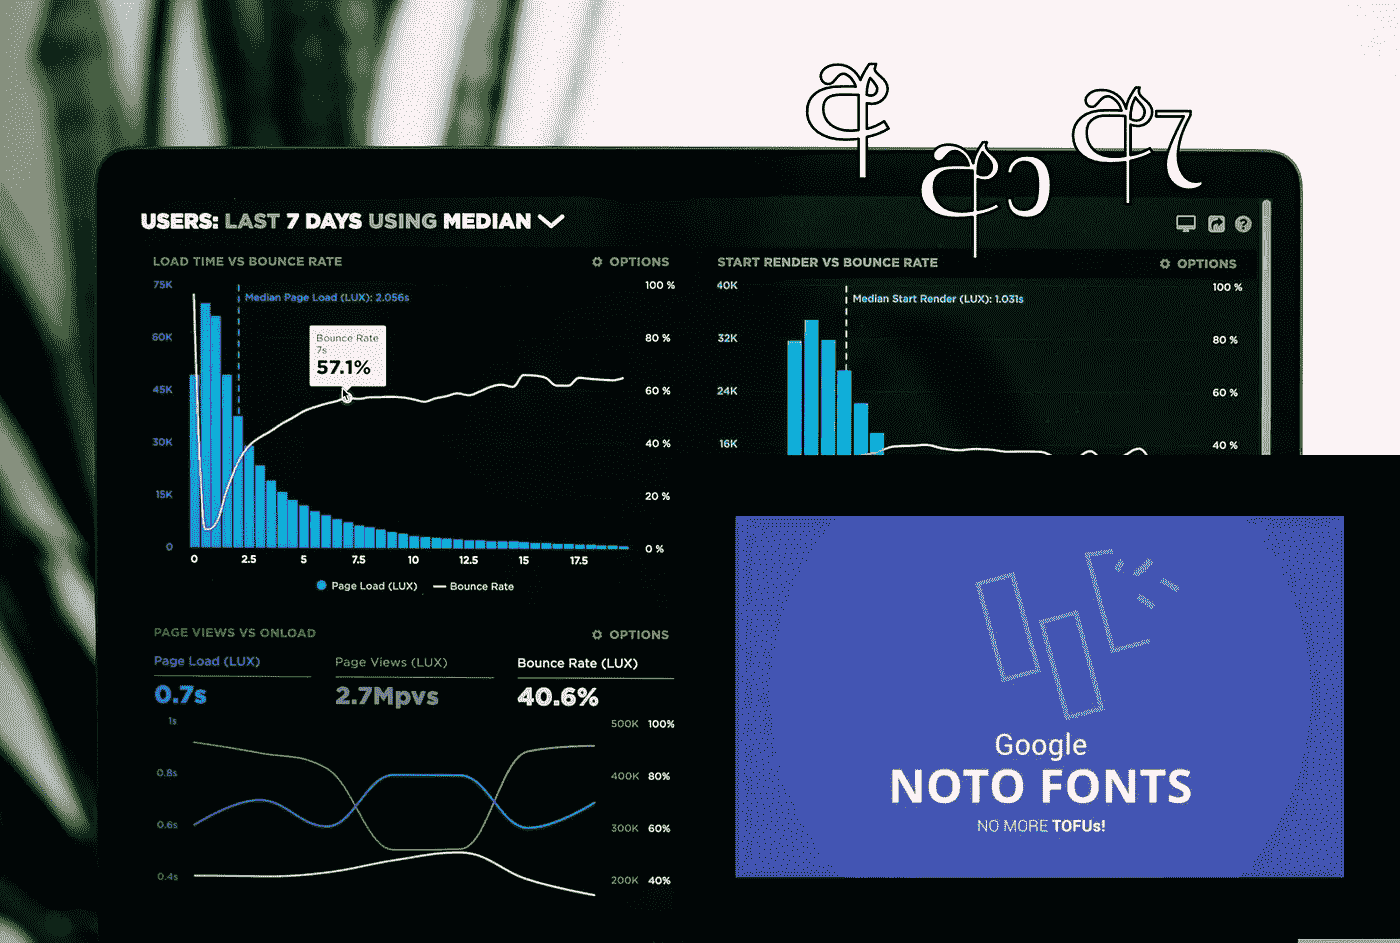 USERS: LAST 7 DAYS USING MEDIAN
LOAD TIME VS BOUNCE RATE
OPTIONS
75K
60K
45K
30K
15K
0
Median Page Load (LUX): 2.056s
Bounce Rate
7s
57.1%
100 %
80 %
60 %
40 %
20 %
0 %
0 2.5 5 7.5 10 12.5 15 17.5
Page Load (LUX) Bounce Rate
START RENDER VS BOUNCE RATE
OPTIONS
40K
32K
24K
16K
Median Start Render (LUX): 1.031s
100 %
80 %
60 %
40 %
PAGE VIEWS VS ONLOAD
OPTIONS
Page Load (LUX)
0.7s
Page Views (LUX)
2.7Mpvs
Bounce Rate (LUX)
40.6%
1s
0.8s
0.6s
0.4s
500K 100%
400K 80%
300K 60%
200K 40%
Google
NOTO FONTS
NO MORE TOFUs!